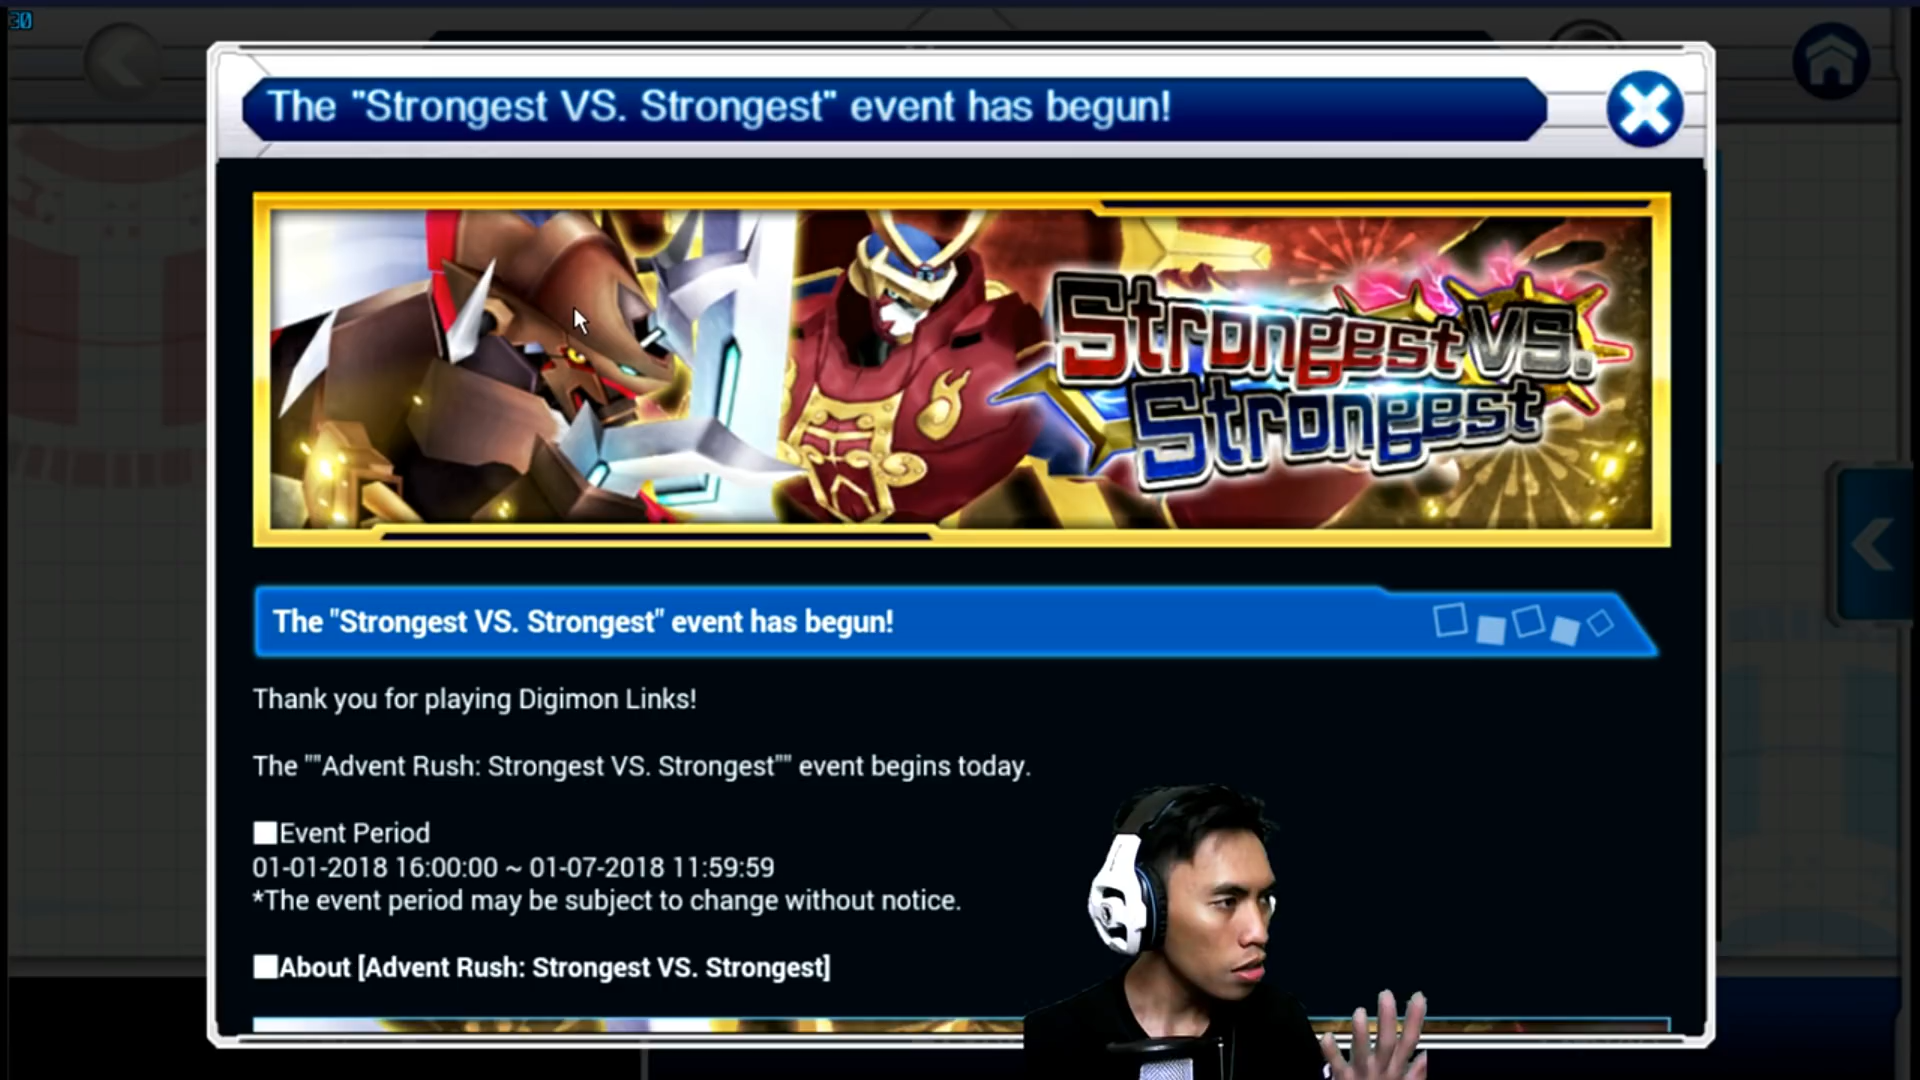 30
The "Strongest VS. Strongest" event has begun!
Strongest VS.
Strongest
The "Strongest VS. Strongest" event has begun!
Thank you for playing Digimon Links!
The ""Advent Rush: Strongest VS. Strongest"" event begins today.
■Event Period
01-01-2018 16:00:00 ~ 01-07-2018 11:59:59
*The event period may be subject to change without notice.
■About [Advent Rush: Strongest VS. Strongest]